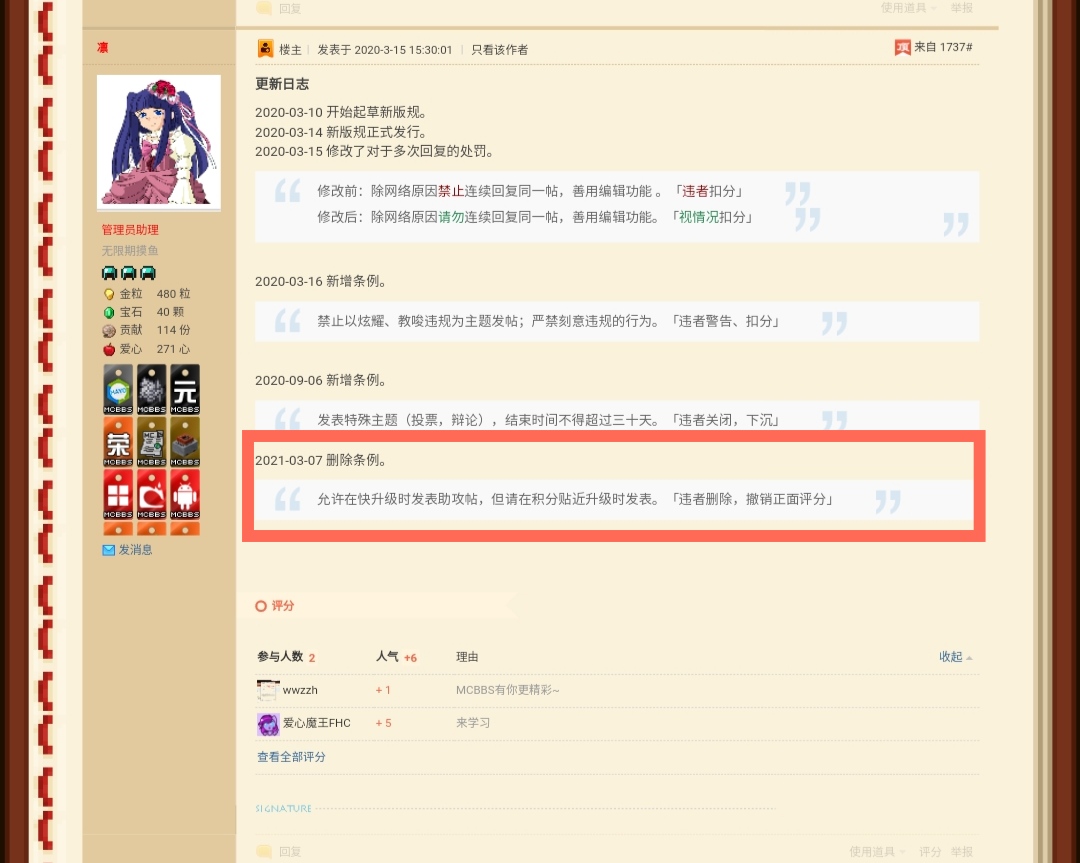 回复
使用道具 举报
凛
楼主 发表于 2020-3-15 15:30:01 只看该作者
顶 来自 1737#
更新日志
2020-03-10 开始起草新版规。
2020-03-14 新版规正式发行。
2020-03-15 修改了对于多次回复的处罚。
修改前：除网络原因禁止连续回复同一帖，善用编辑功能 。「违者扣分」
修改后：除网络原因请勿连续回复同一帖，善用编辑功能。「视情况扣分」
2020-03-16 新增条例。
禁止以炫耀、教唆违规为主题发帖；严禁刻意违规的行为。「违者警告、扣分」
2020-09-06 新增条例。
发表特殊主题（投票，辩论），结束时间不得超过三十天。「违者关闭，下沉」
2021-03-07 删除条例。
允许在快升级时发表助攻帖，但请在积分贴近升级时发表。「违者删除，撤销正面评分」
管理员助理
无限期摸鱼
金粒 480 粒
宝石 40 颗
贡献 114 份
爱心 271 心
元
MCBBS MCBBS MCBBS
荣
MCBBS MCBBS MCBBS
MCBBS MCBBS MCBBS
发消息
评分
参与人数 2 人气 +6 理由 收起
wwzzh + 1 MCBBS有你更精彩~
爱心魔王FHC + 5 来学习
查看全部评分
SIGNATURE
回复
使用道具 评分 举报